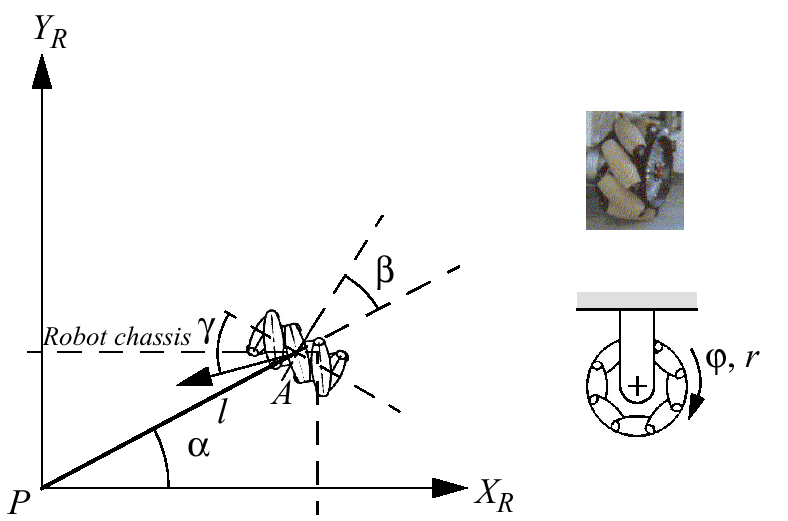 Y_R
β
Robot chassis γ
A
φ, r
l
α
P
X_R